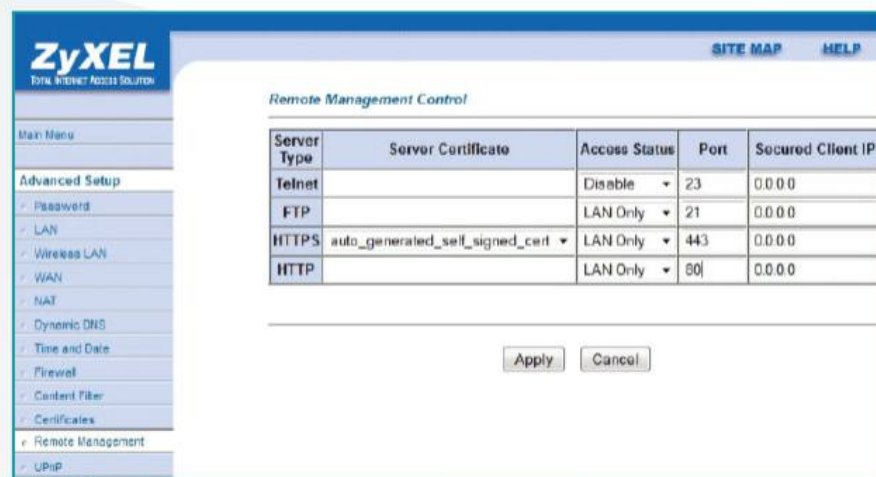 ZyXEL
TOTAL INTERNET ACCESS SOLUTION
SITE MAP HELP
Main Menu
Advanced Setup
Password
LAN
Wireless LAN
WAN
NAT
Dynamic DNS
Time and Date
Firewall
Content Filter
Certificates
Remote Management
UPnP
Remote Management Control
Server Type Server Certificate Access Status Port Secured Client IP
Telnet Disable 23 0.0.0.0
FTP LAN Only 21 0.0.0.0
HTTPS auto_generated_self_signed_cert LAN Only 443 0.0.0.0
HTTP LAN Only 80 0.0.0.0
Apply Cancel